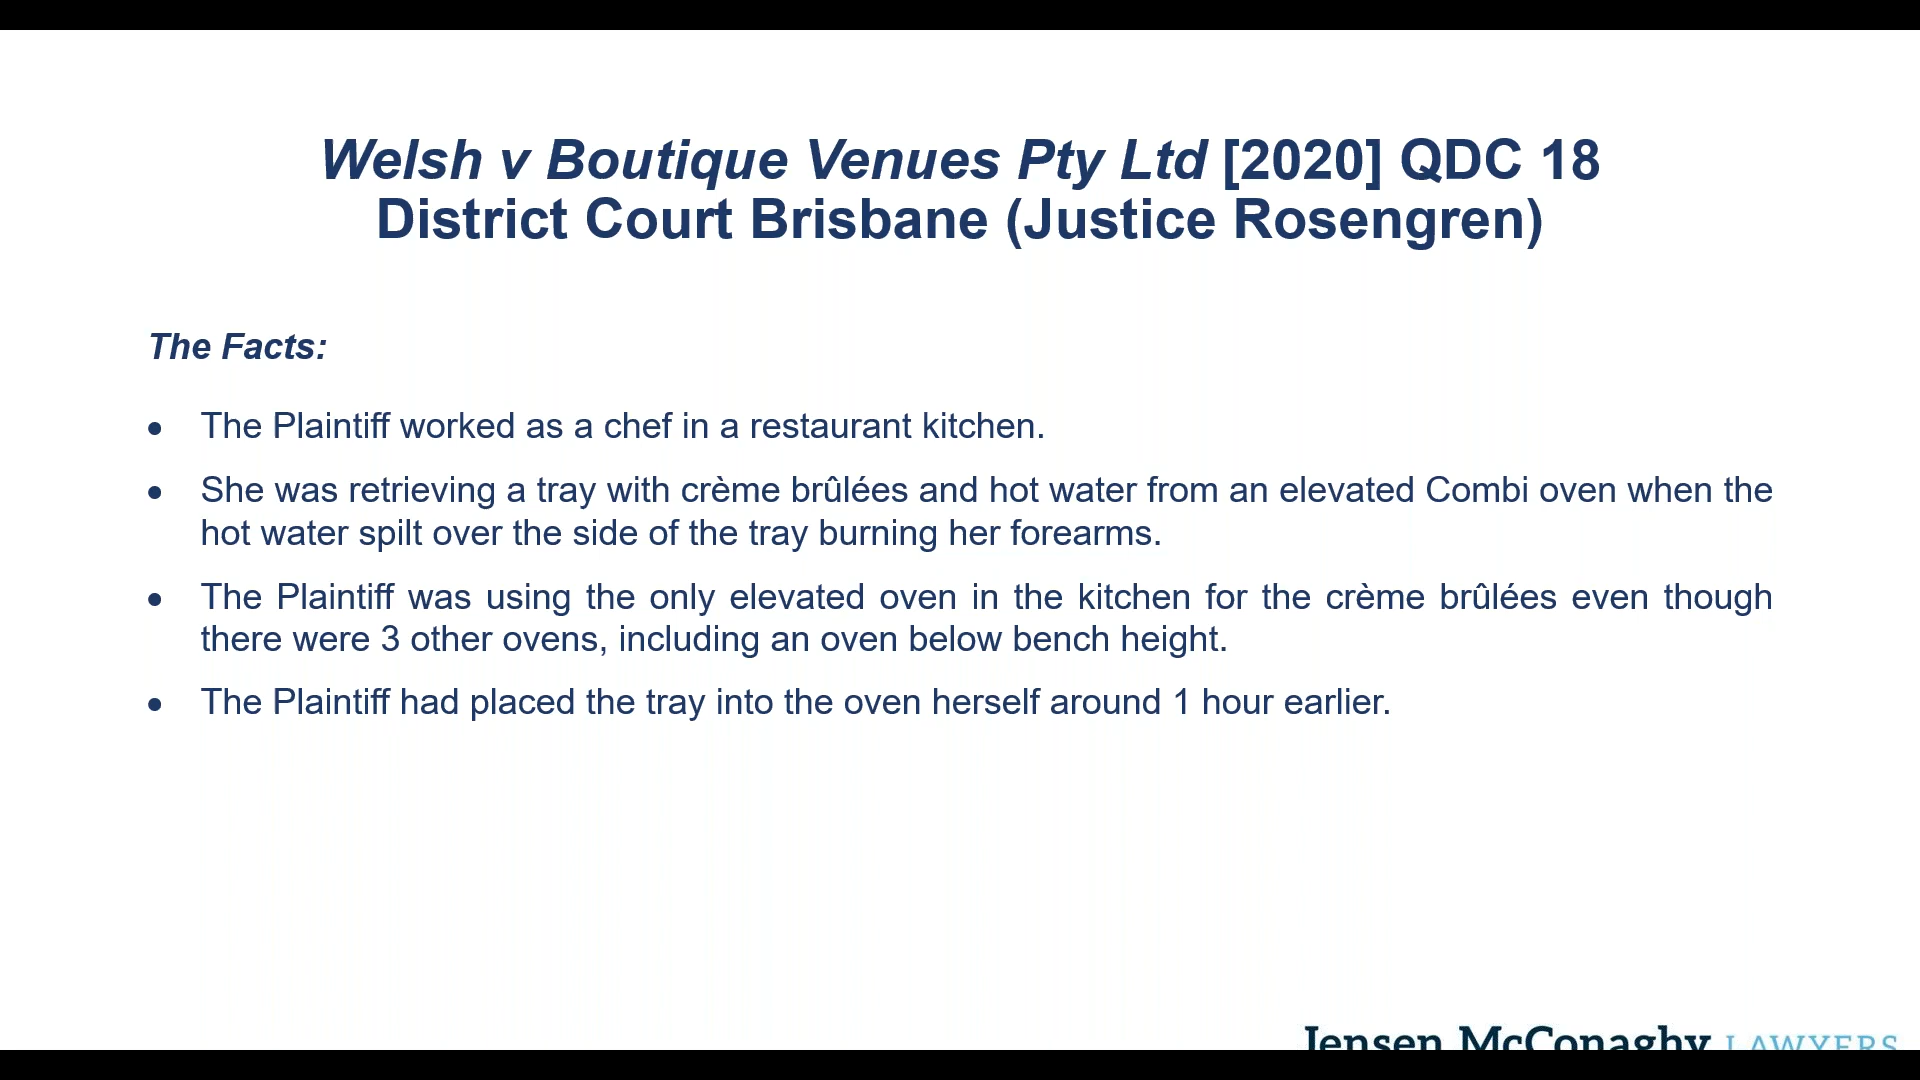 Welsh v Boutique Venues Pty Ltd [2020] QDC 18
District Court Brisbane (Justice Rosengren)
The Facts:
• The Plaintiff worked as a chef in a restaurant kitchen.
• She was retrieving a tray with crème brûlées and hot water from an elevated Combi oven when the
hot water spilt over the side of the tray burning her forearms.
• The Plaintiff was using the only elevated oven in the kitchen for the crème brûlées even though
there were 3 other ovens, including an oven below bench height.
• The Plaintiff had placed the tray into the oven herself around 1 hour earlier.
Jensen McConaghy LAWYERS